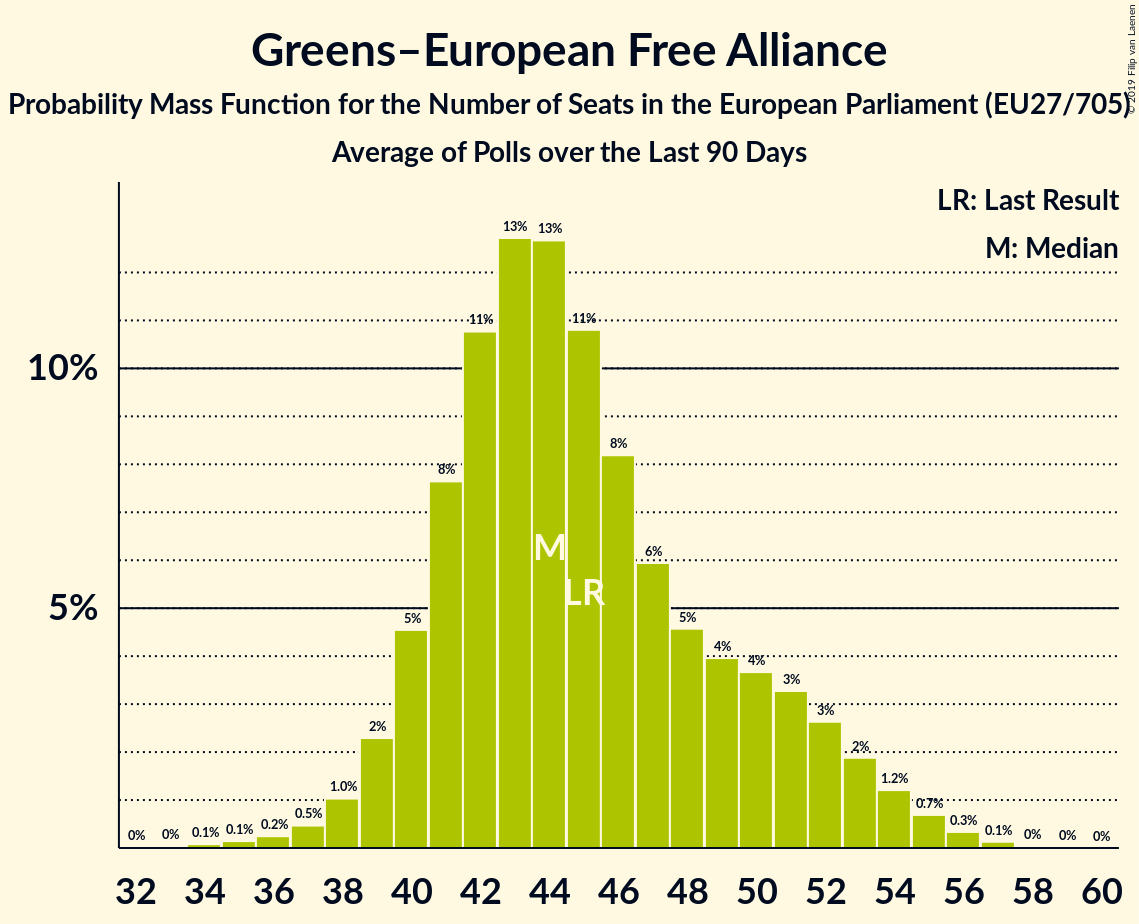 Greens–European Free Alliance
Probability Mass Function for the Number of Seats in the European Parliament (EU27/705)
Average of Polls over the Last 90 Days
© 2019 Filip van Laenen
LR: Last Result
M: Median
10%
5%
0% 0% 0.1% 0.1% 0.2% 0.5% 1.0% 2% 5% 8% 11% 13% 13% 11% 8% 6% 5% 4% 4% 3% 3% 2% 1.2% 0.7% 0.3% 0.1% 0% 0% 0%
M
LR
32 34 36 38 40 42 44 46 48 50 52 54 56 58 60